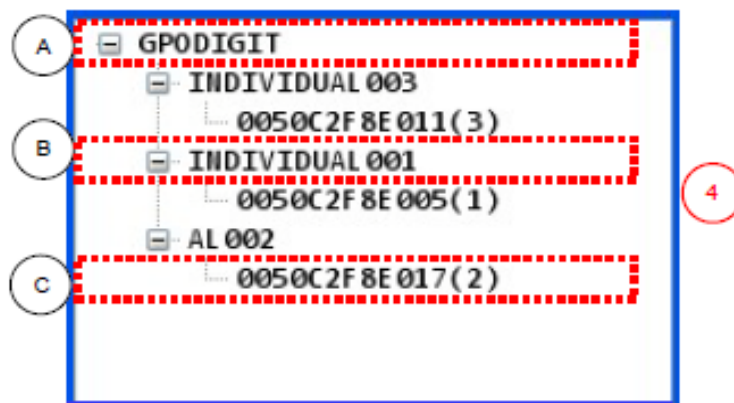 A
GPODIGIT
INDIVIDUAL003
0050C2F8E011(3)
B
INDIVIDUAL001
0050C2F8E005(1)
4
AL002
C
0050C2F8E017(2)